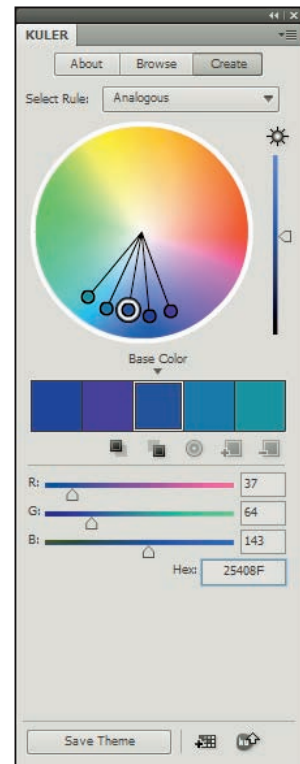 KULER
About Browse Create
Select Rule: Analogous
Base Color
R: 37
G: 64
B: 143
Hex: 25408F
Save Theme